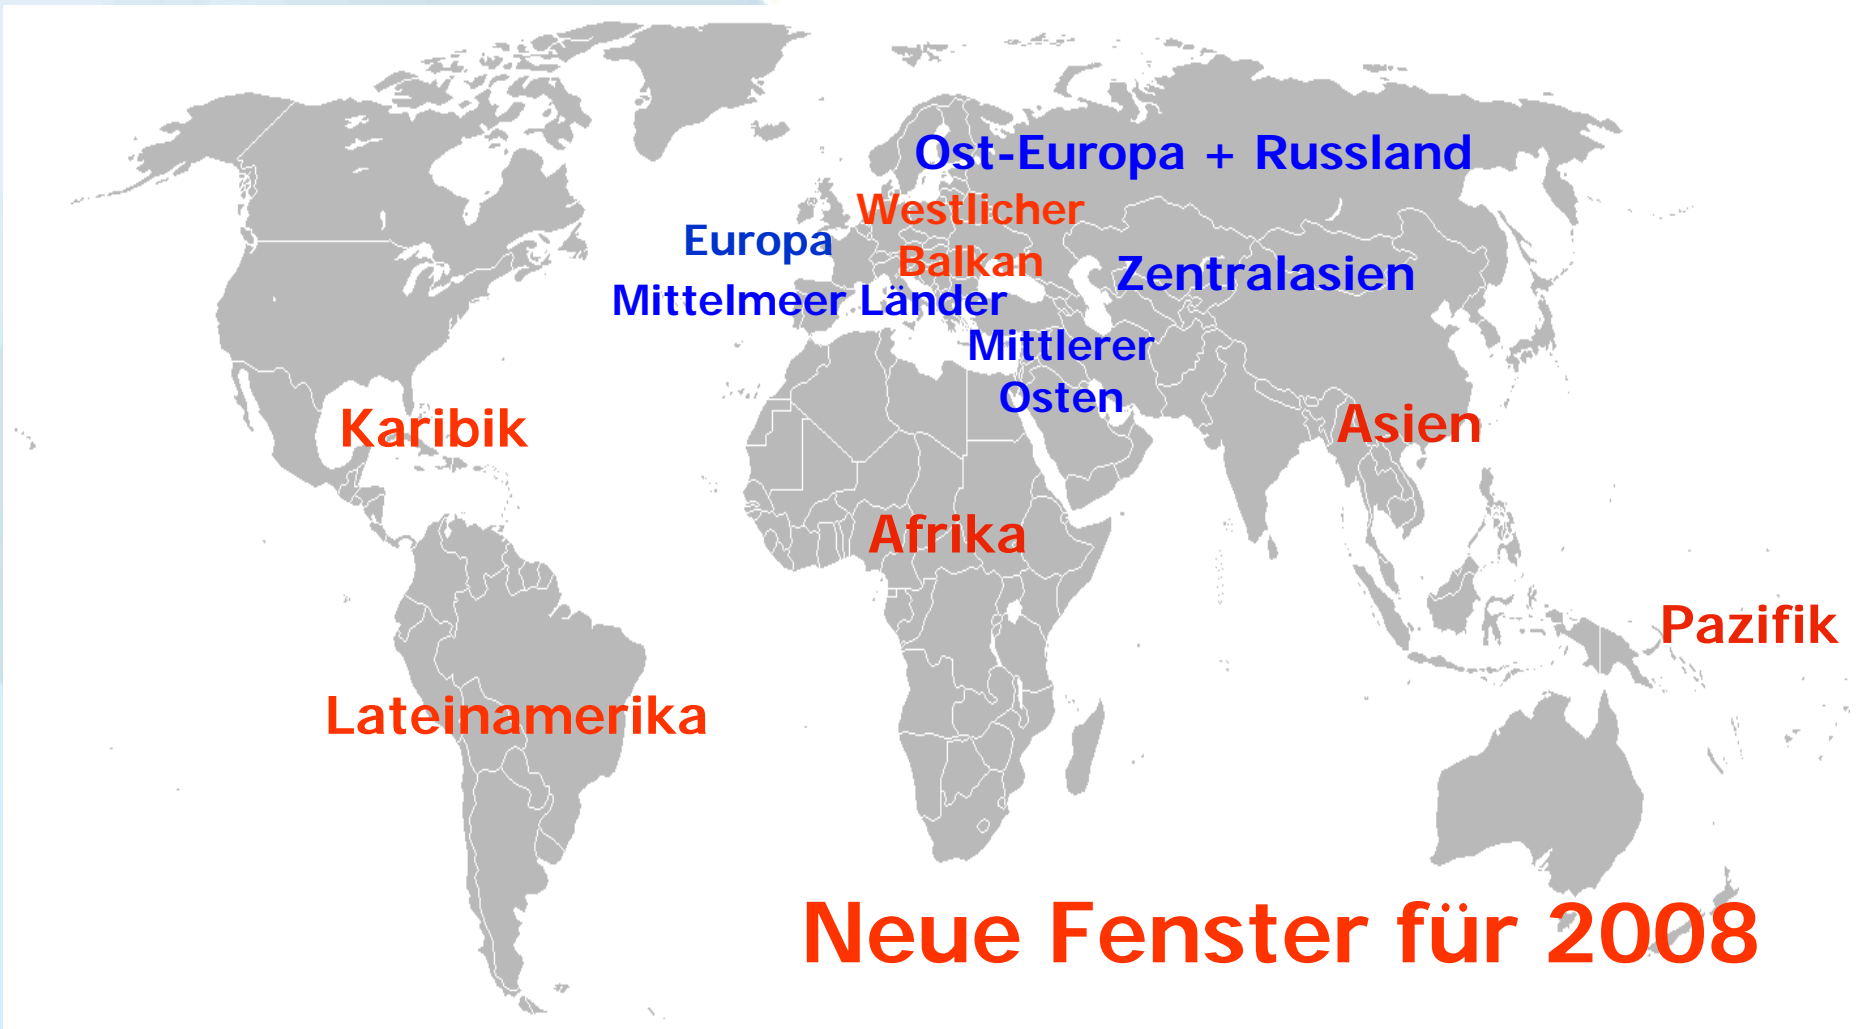 Ost-Europa + Russland
Westlicher
Europa
Balkan
Zentralasien
Mittelmeer Länder
Mittlerer
Osten
Karibik
Asien
Afrika
Pazifik
Lateinamerika
Neue Fenster für 2008